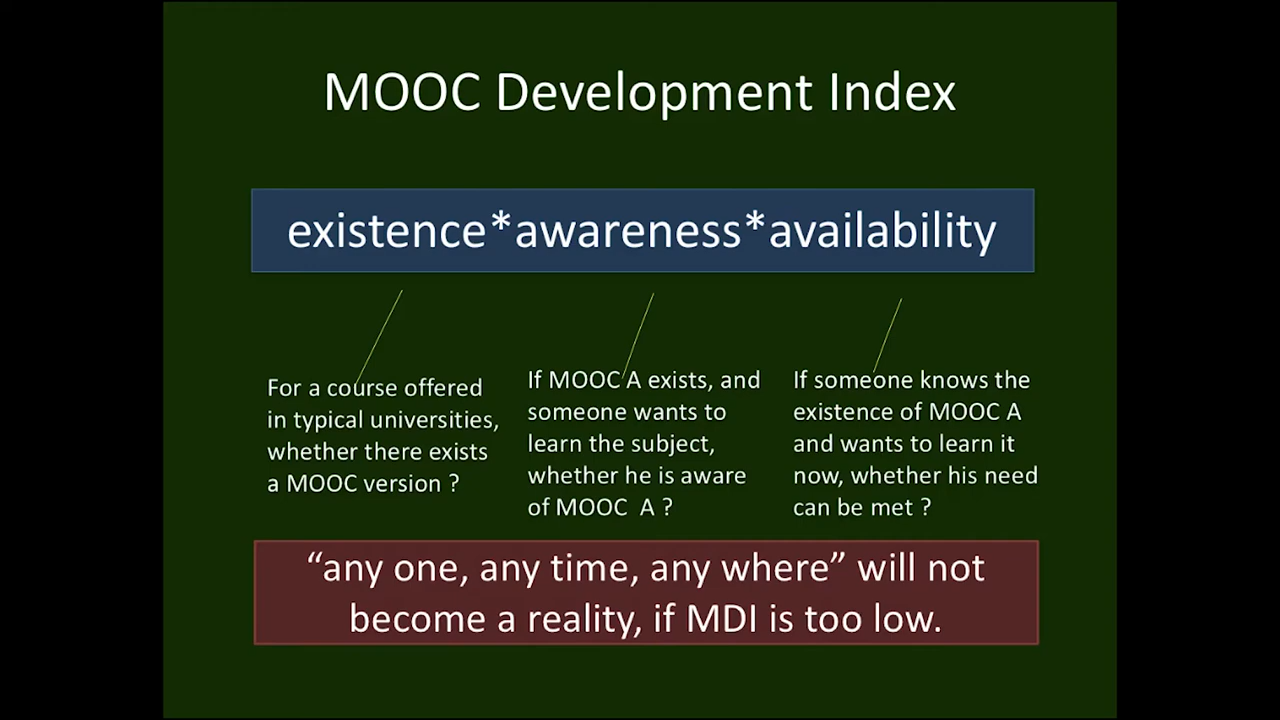 MOOC Development Index
existence*awareness*availability
For a course offered
in typical universities,
whether there exists
a MOOC version ?
If MOOC A exists, and
someone wants to
learn the subject,
whether he is aware
of MOOC A ?
If someone knows the
existence of MOOC A
and wants to learn it
now, whether his need
can be met ?
“any one, any time, any where” will not
become a reality, if MDI is too low.